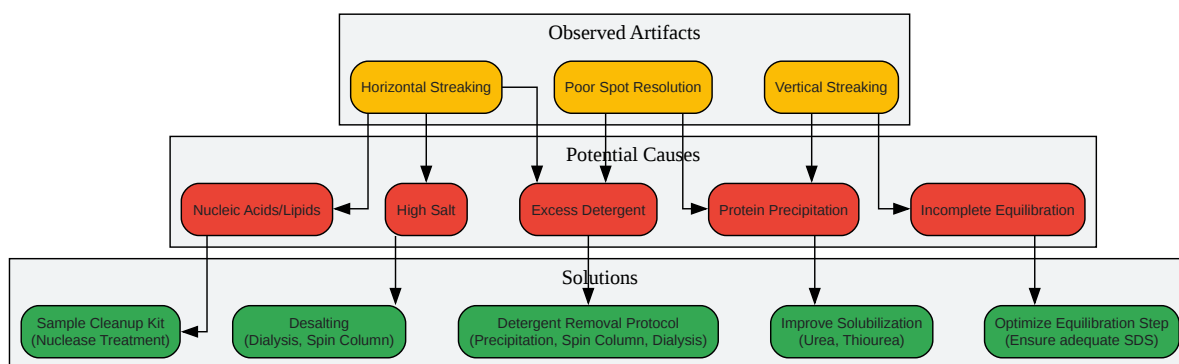 Observed Artifacts
Horizontal Streaking
Poor Spot Resolution
Vertical Streaking
Potential Causes
Nucleic Acids/Lipids
High Salt
Excess Detergent
Protein Precipitation
Incomplete Equilibration
Solutions
Sample Cleanup Kit
(Nuclease Treatment)
Desalting
(Dialysis, Spin Column)
Detergent Removal Protocol
(Precipitation, Spin Column, Dialysis)
Improve Solubilization
(Urea, Thiourea)
Optimize Equilibration Step
(Ensure adequate SDS)